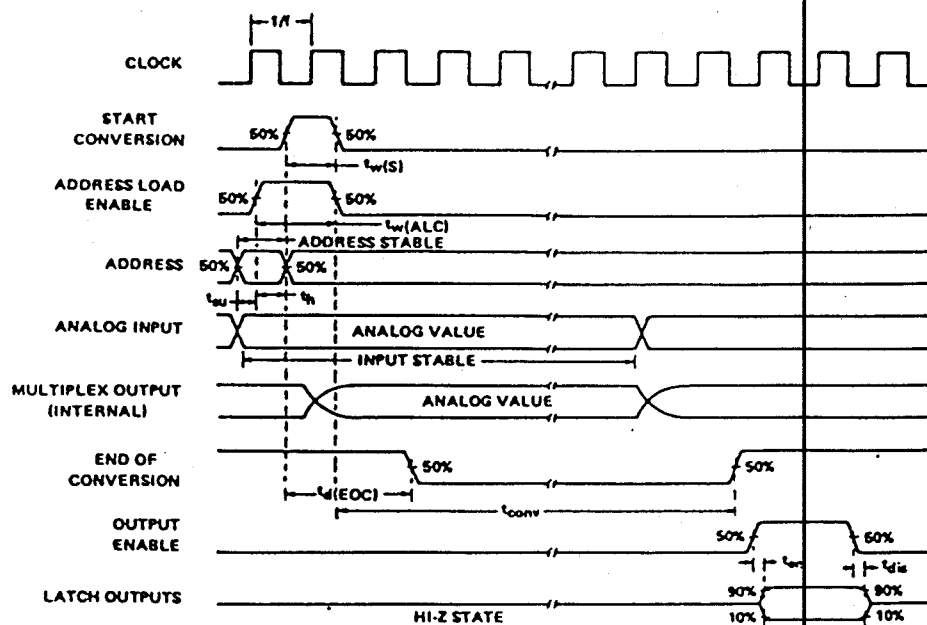 1/f
CLOCK
START
CONVERSION
50%
50%
tw(S)
ADDRESS LOAD
ENABLE
50%
50%
tw(ALC)
ADDRESS STABLE
ADDRESS
50%
50%
tsu
th
ANALOG INPUT
ANALOG VALUE
INPUT STABLE
MULTIPLEX OUTPUT
(INTERNAL)
ANALOG VALUE
END OF
CONVERSION
50%
50%
td(EOC)
tconv
OUTPUT
ENABLE
50%
50%
ten
tdis
LATCH OUTPUTS
90%
90%
10%
10%
HI-Z STATE